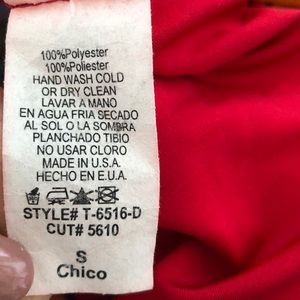 100%Polyester
100%Poliester
HAND WASH COLD
OR DRY CLEAN
LAVAR A MANO
EN AGUA FRIA SECADO
AL SOL O LA SOMBRA
PLANCHADO TIBIO
NO USAR CLORO
MADE IN U.S.A.
HECHO EN E.U.A.
STYLE# T-6516-D
CUT# 5610
S
Chico